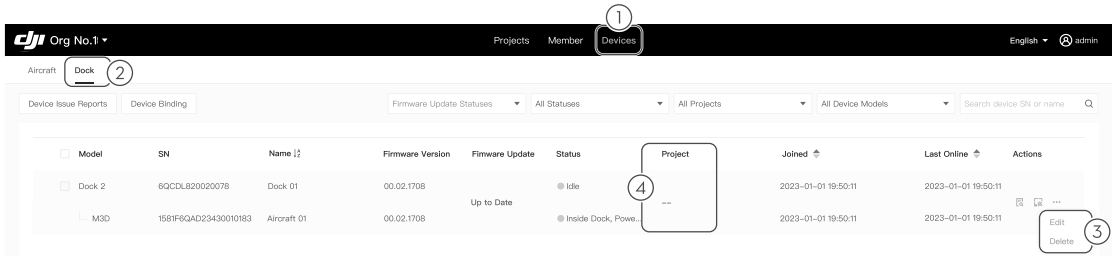 1
dji Org No.1 Projects Member Devices English admin
Aircraft Dock 2
Device Issue Reports Device Binding Firmware Update Statuses All Statuses All Projects All Device Models Search device SN or name
Model SN Name Firmware Version Fimware Update Status Project Joined Last Online Actions
Dock 2 6QCDL820020078 Dock 01 00.02.1708 Idle 4 2023-01-01 19:50:11 2023-01-01 19:50:11
Up to Date -- ...
M3D 1581F6QAD23430010183 Aircraft 01 00.02.1708 Inside Dock, Powe... 2023-01-01 19:50:11 2023-01-01 19:50:11
Edit 3
Delete